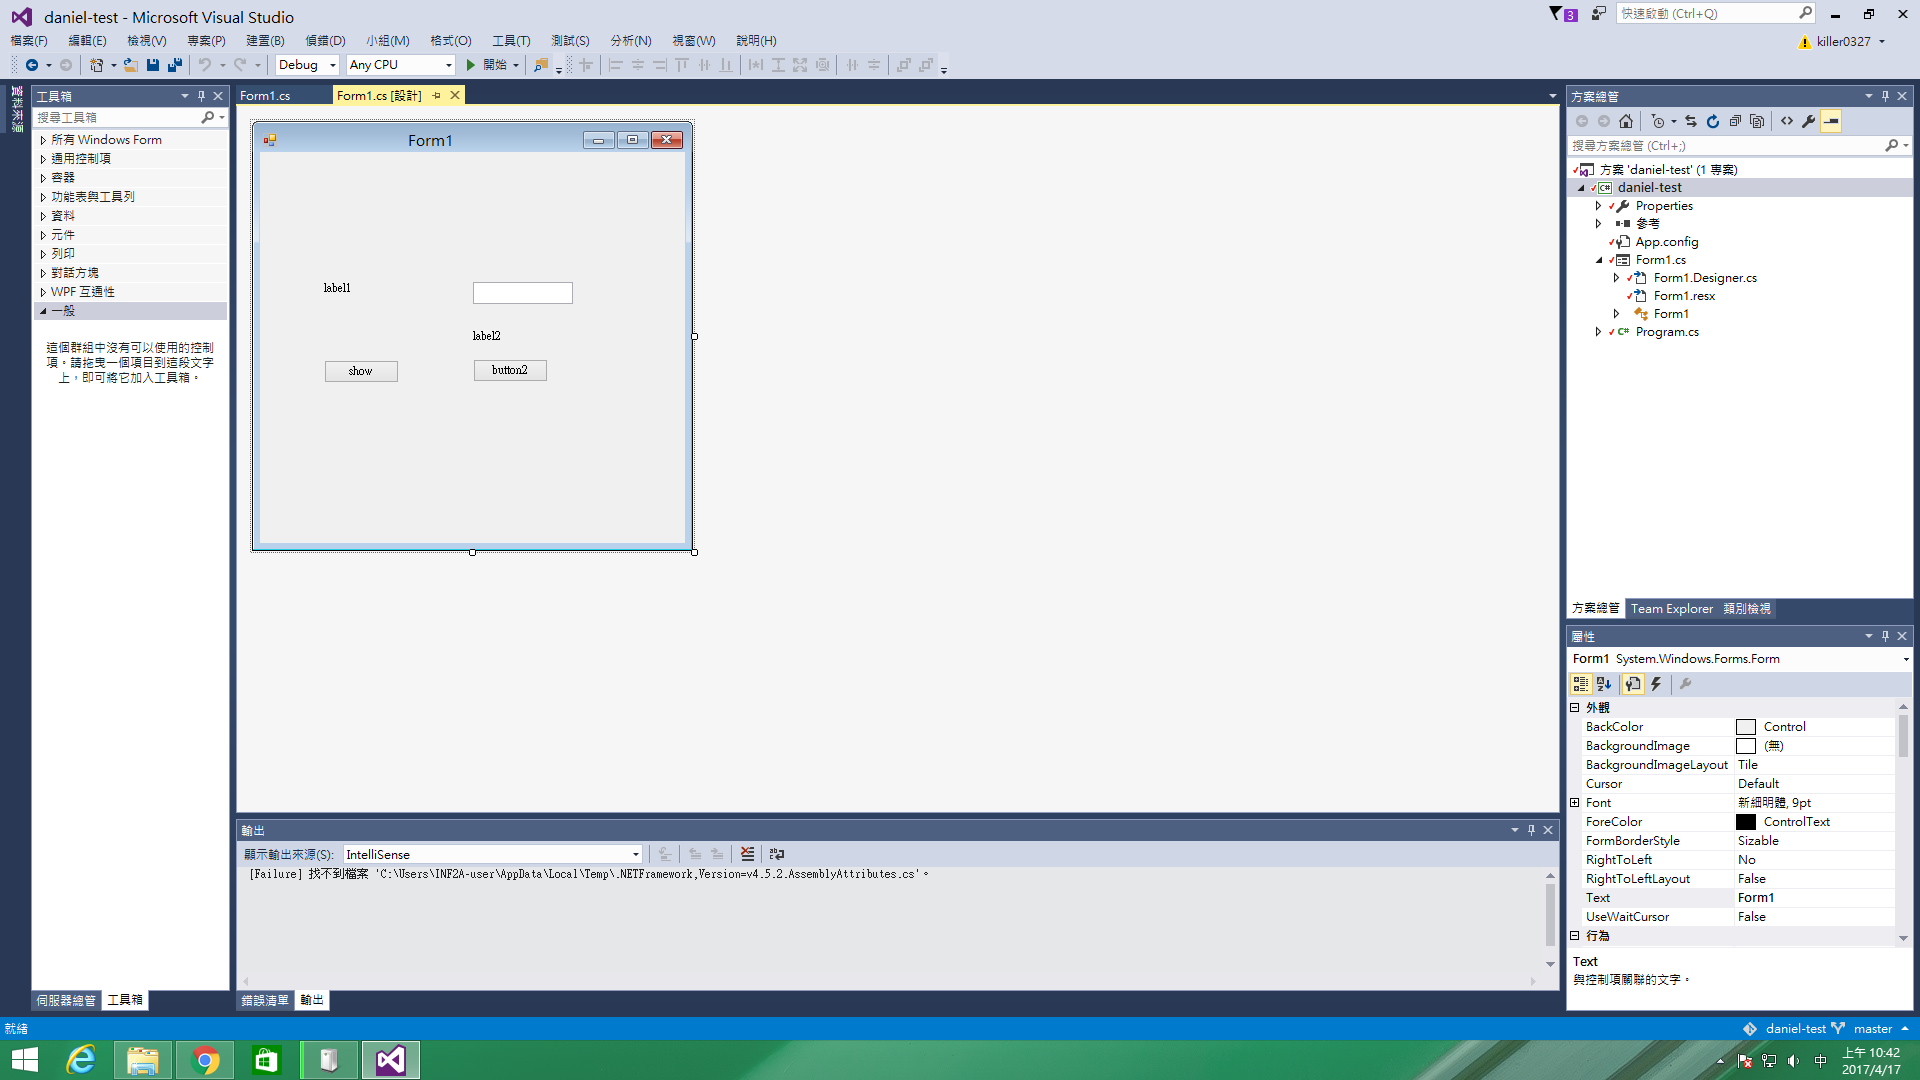 daniel-test - Microsoft Visual Studio
3
快速啟動 (Ctrl+Q)
檔案(F) 編輯(E) 檢視(V) 專案(P) 建置(B) 偵錯(D) 小組(M) 格式(O) 工具(T) 測試(S) 分析(N) 視窗(W) 說明(H)
killer0327
Debug Any CPU 開始
資料來源
工具箱
搜尋工具箱
所有 Windows Form
通用控制項
容器
功能表與工具列
資料
元件
列印
對話方塊
WPF 互通性
一般
這個群組中沒有可以使用的控制
項。請拖曳一個項目到這段文字
上，即可將它加入工具箱。
伺服器總管 工具箱
Form1.cs Form1.cs [設計]
Form1
label1
label2
show button2
輸出
顯示輸出來源(S): IntelliSense
[Failure] 找不到檔案 'C:\Users\INF2A-user\AppData\Local\Temp\.NETFramework,Version=v4.5.2.AssemblyAttributes.cs'。
錯誤清單 輸出
方案總管
搜尋方案總管 (Ctrl+;)
方案 'daniel-test' (1 專案)
C# daniel-test
Properties
參考
App.config
Form1.cs
Form1.Designer.cs
Form1.resx
Form1
C# Program.cs
方案總管 Team Explorer 類別檢視
屬性
Form1 System.Windows.Forms.Form
外觀
BackColor Control
BackgroundImage (無)
BackgroundImageLayout Tile
Cursor Default
Font 新細明體, 9pt
ForeColor ControlText
FormBorderStyle Sizable
RightToLeft No
RightToLeftLayout False
Text Form1
UseWaitCursor False
行為
Text
與控制項關聯的文字。
就緒
daniel-test master
中
上午 10:42
2017/4/17